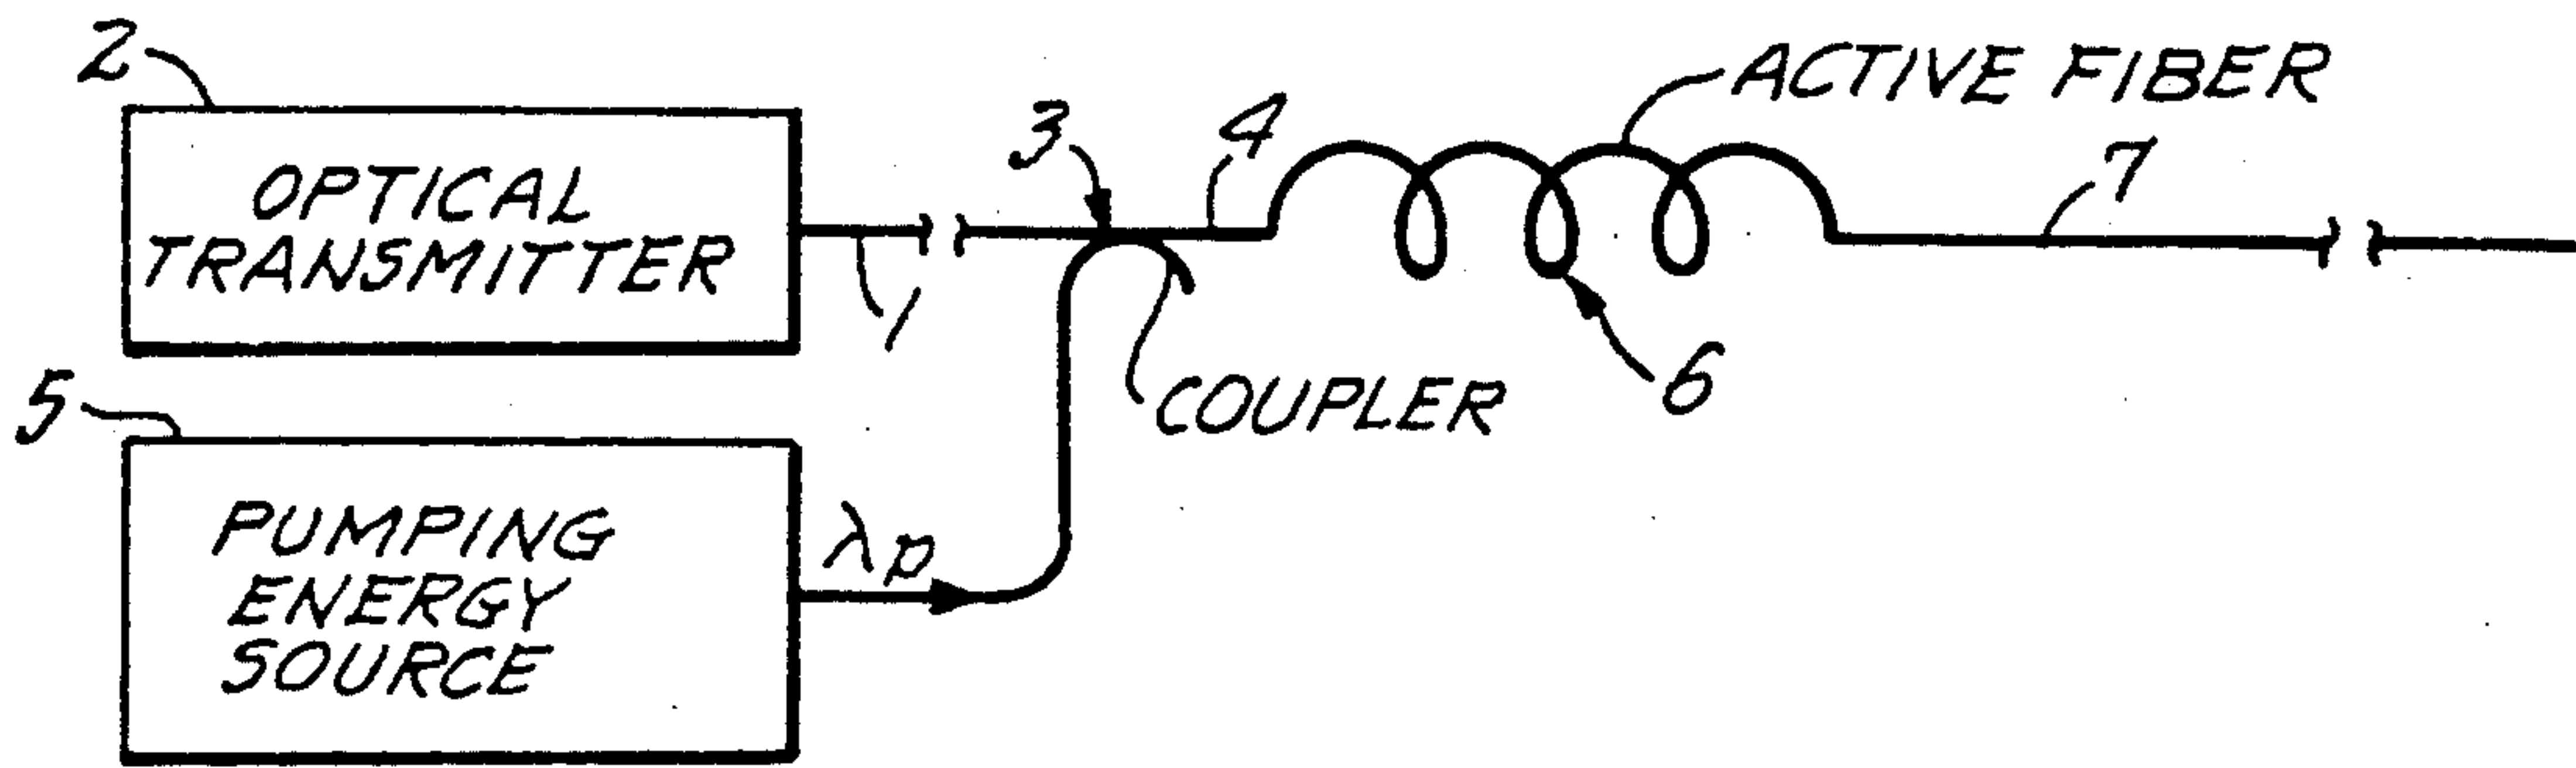 2
OPTICAL
TRANSMITTER
1
3
4
ACTIVE FIBER
7
COUPLER
6
5
PUMPING
ENERGY
SOURCE
λp